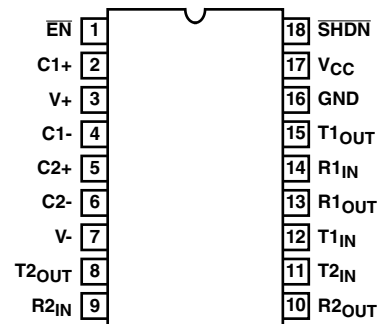 EN 1 18 SHDN
C1+ 2 17 VCC
V+ 3 16 GND
C1- 4 15 T1OUT
C2+ 5 14 R1IN
C2- 6 13 R1OUT
V- 7 12 T1IN
T2OUT 8 11 T2IN
R2IN 9 10 R2OUT